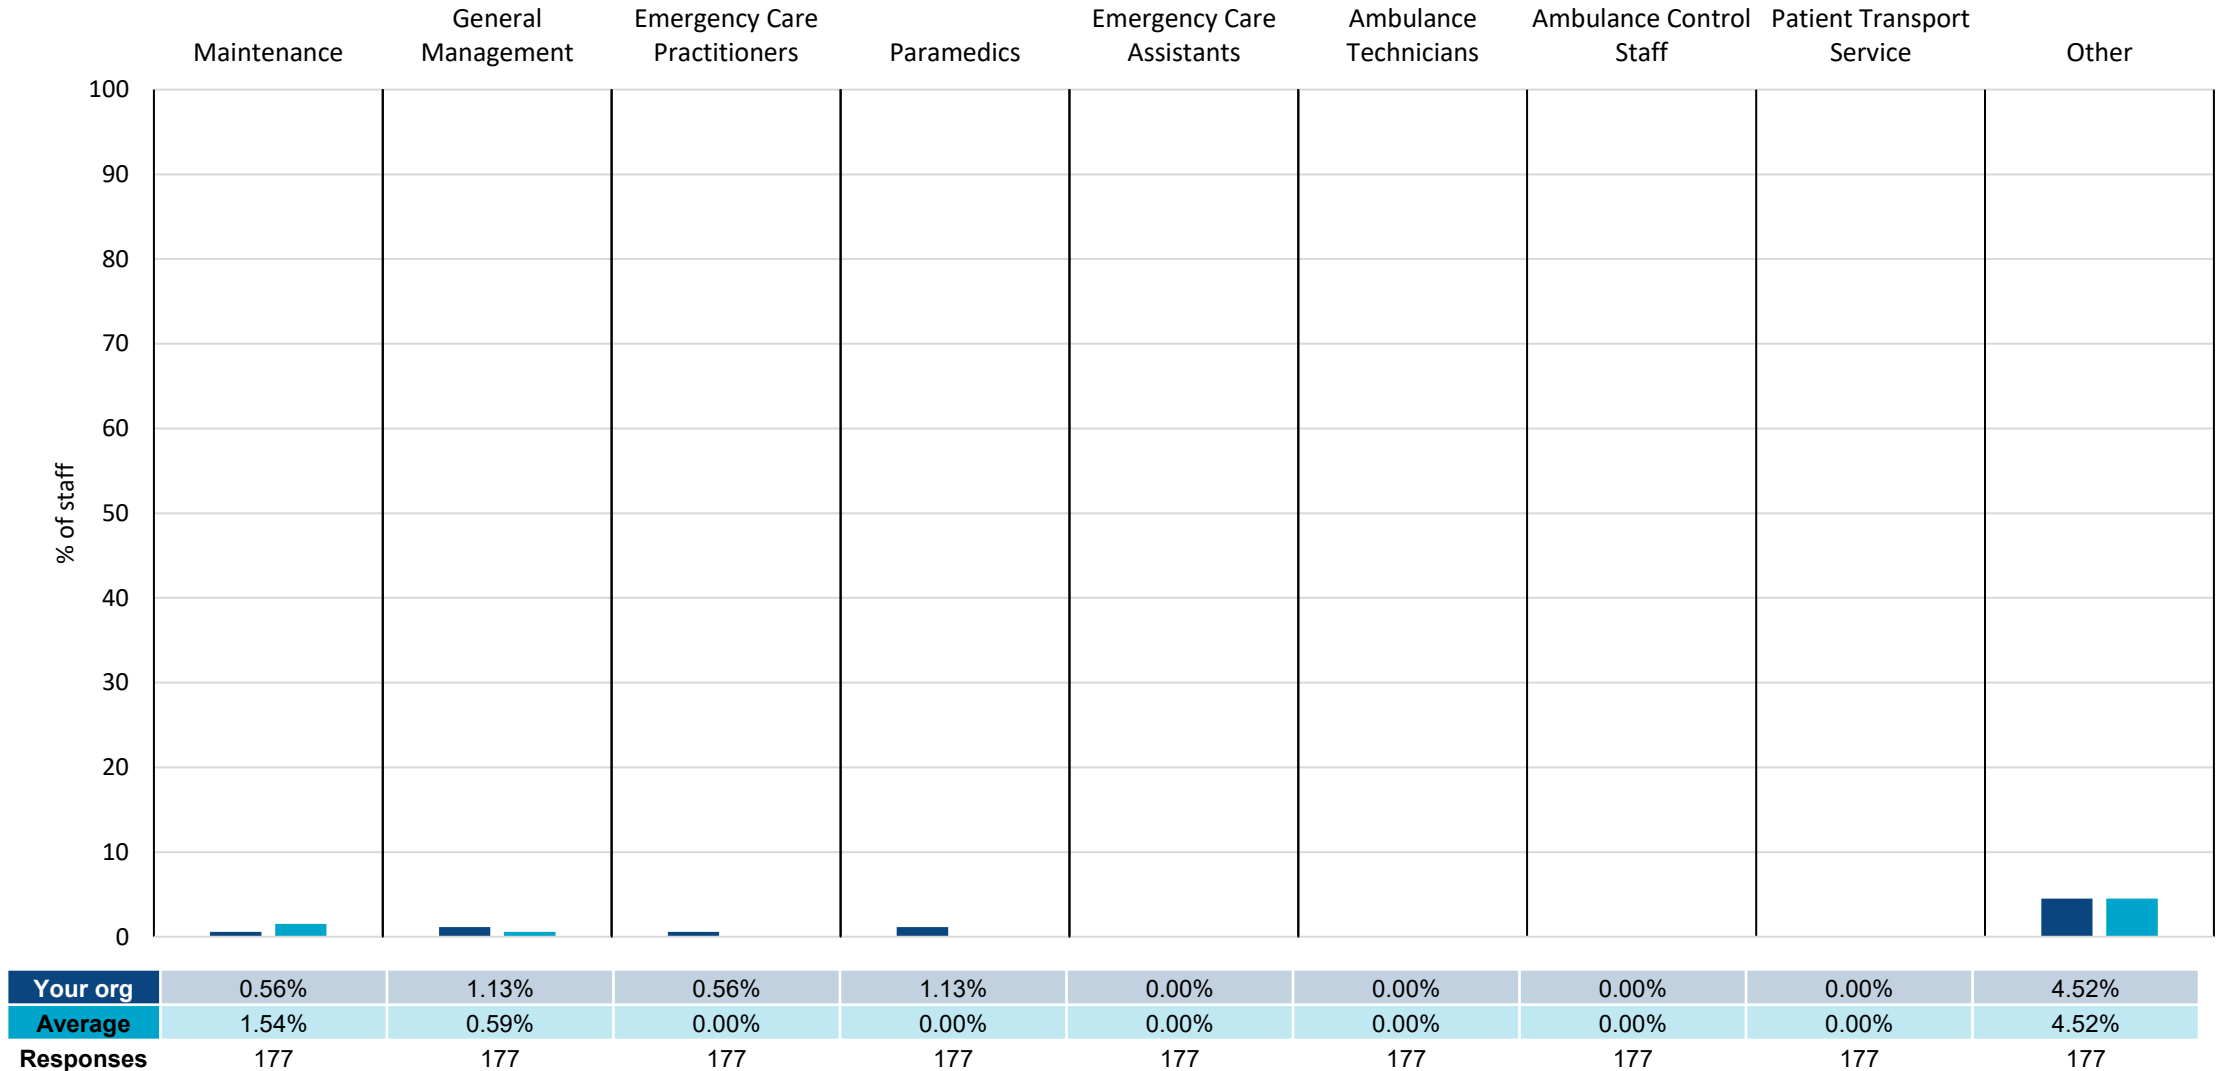 Maintenance
General
Management
Emergency Care
Practitioners
Paramedics
Emergency Care
Assistants
Ambulance
Technicians
Ambulance Control
Staff
Patient Transport
Service
Other
% of staff
100
90
80
70
60
50
40
30
20
10
0
Your org 0.56% 1.13% 0.56% 1.13% 0.00% 0.00% 0.00% 0.00% 4.52%
Average 1.54% 0.59% 0.00% 0.00% 0.00% 0.00% 0.00% 0.00% 4.52%
Responses 177 177 177 177 177 177 177 177 177